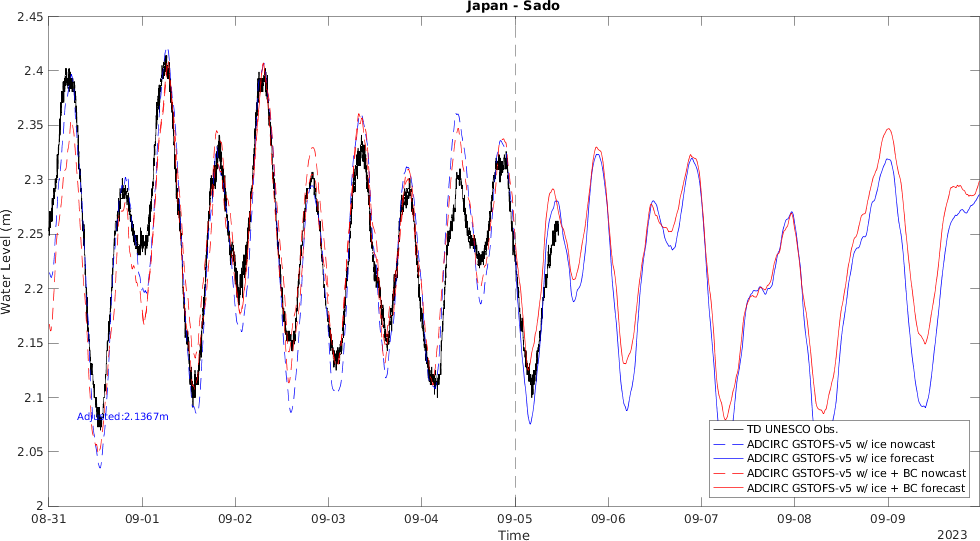 Japan - Sado
2.45
2.4
2.35
2.3
2.25
2.2
2.15
2.1
2.05
2
Water Level (m)
Adjusted:2.1367m
TD UNESCO Obs.
ADCIRC GSTOFS-v5 w/ ice nowcast
ADCIRC GSTOFS-v5 w/ ice forecast
ADCIRC GSTOFS-v5 w/ ice + BC nowcast
ADCIRC GSTOFS-v5 w/ ice + BC forecast
08-31 09-01 09-02 09-03 09-04 09-05 09-06 09-07 09-08 09-09
Time
2023